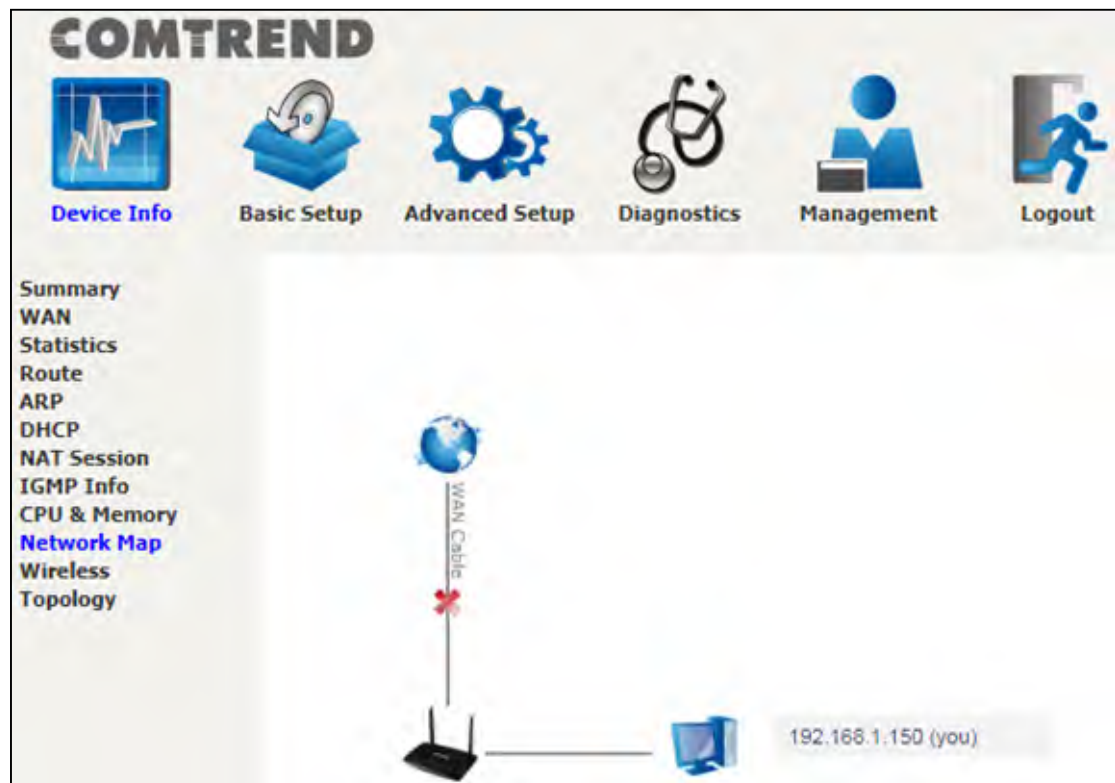 COMTREND
Device Info
Basic Setup
Advanced Setup
Diagnostics
Management
Logout
Summary
WAN
Statistics
Route
ARP
DHCP
NAT Session
IGMP Info
CPU & Memory
Network Map
Wireless
Topology
WAN Cable
192.168.1.150 (you)